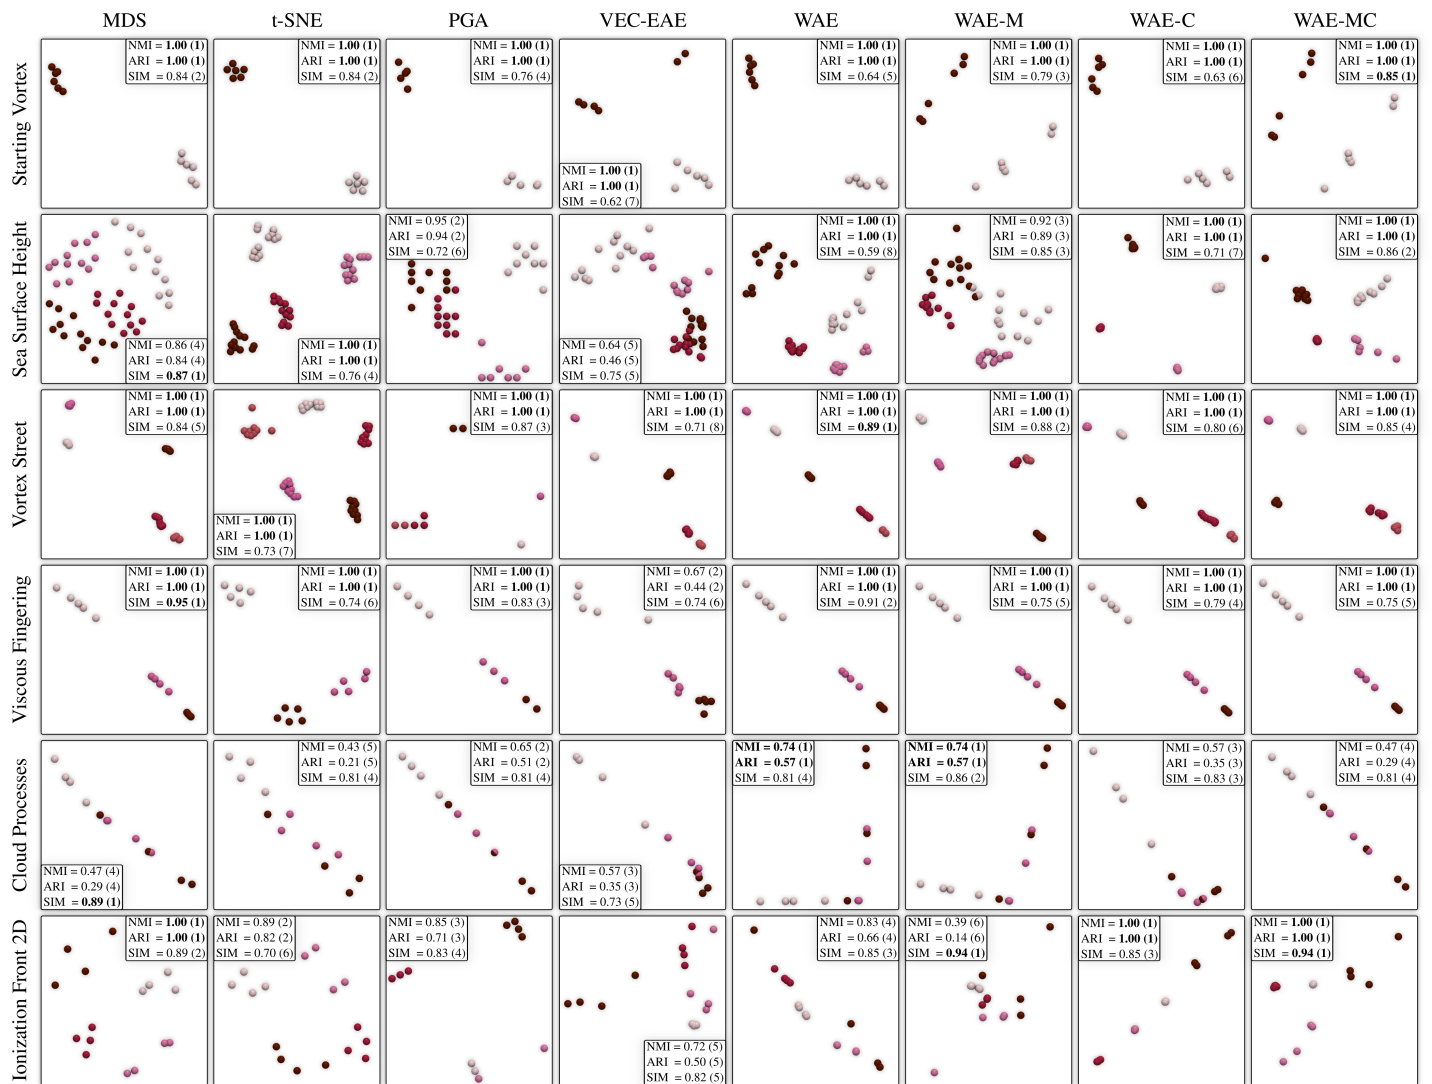 MDS t-SNE PGA VEC-EAE WAE WAE-M WAE-C WAE-MC
Starting Vortex
NMI = 1.00 (1)
ARI = 1.00 (1)
SIM = 0.84 (2)
NMI = 1.00 (1)
ARI = 1.00 (1)
SIM = 0.84 (2)
NMI = 1.00 (1)
ARI = 1.00 (1)
SIM = 0.76 (4)
NMI = 1.00 (1)
ARI = 1.00 (1)
SIM = 0.62 (7)
NMI = 1.00 (1)
ARI = 1.00 (1)
SIM = 0.64 (5)
NMI = 1.00 (1)
ARI = 1.00 (1)
SIM = 0.79 (3)
NMI = 1.00 (1)
ARI = 1.00 (1)
SIM = 0.63 (6)
NMI = 1.00 (1)
ARI = 1.00 (1)
SIM = 0.85 (1)
Sea Surface Height
NMI = 0.86 (4)
ARI = 0.84 (4)
SIM = 0.87 (1)
NMI = 1.00 (1)
ARI = 1.00 (1)
SIM = 0.76 (4)
NMI = 0.95 (2)
ARI = 0.94 (2)
SIM = 0.72 (6)
NMI = 0.64 (5)
ARI = 0.46 (5)
SIM = 0.75 (5)
NMI = 1.00 (1)
ARI = 1.00 (1)
SIM = 0.59 (8)
NMI = 0.92 (3)
ARI = 0.89 (3)
SIM = 0.85 (3)
NMI = 1.00 (1)
ARI = 1.00 (1)
SIM = 0.71 (7)
NMI = 1.00 (1)
ARI = 1.00 (1)
SIM = 0.86 (2)
Vortex Street
NMI = 1.00 (1)
ARI = 1.00 (1)
SIM = 0.84 (5)
NMI = 1.00 (1)
ARI = 1.00 (1)
SIM = 0.73 (7)
NMI = 1.00 (1)
ARI = 1.00 (1)
SIM = 0.87 (3)
NMI = 1.00 (1)
ARI = 1.00 (1)
SIM = 0.71 (8)
NMI = 1.00 (1)
ARI = 1.00 (1)
SIM = 0.89 (1)
NMI = 1.00 (1)
ARI = 1.00 (1)
SIM = 0.88 (2)
NMI = 1.00 (1)
ARI = 1.00 (1)
SIM = 0.80 (6)
NMI = 1.00 (1)
ARI = 1.00 (1)
SIM = 0.85 (4)
Viscous Fingering
NMI = 1.00 (1)
ARI = 1.00 (1)
SIM = 0.95 (1)
NMI = 1.00 (1)
ARI = 1.00 (1)
SIM = 0.74 (6)
NMI = 1.00 (1)
ARI = 1.00 (1)
SIM = 0.83 (3)
NMI = 0.67 (2)
ARI = 0.44 (2)
SIM = 0.74 (6)
NMI = 1.00 (1)
ARI = 1.00 (1)
SIM = 0.91 (2)
NMI = 1.00 (1)
ARI = 1.00 (1)
SIM = 0.75 (5)
NMI = 1.00 (1)
ARI = 1.00 (1)
SIM = 0.79 (4)
NMI = 1.00 (1)
ARI = 1.00 (1)
SIM = 0.75 (5)
Cloud Processes
NMI = 0.47 (4)
ARI = 0.29 (4)
SIM = 0.89 (1)
NMI = 0.43 (5)
ARI = 0.21 (5)
SIM = 0.81 (4)
NMI = 0.65 (2)
ARI = 0.51 (2)
SIM = 0.81 (4)
NMI = 0.57 (3)
ARI = 0.35 (3)
SIM = 0.73 (5)
NMI = 0.74 (1)
ARI = 0.57 (1)
SIM = 0.81 (4)
NMI = 0.74 (1)
ARI = 0.57 (1)
SIM = 0.86 (2)
NMI = 0.57 (3)
ARI = 0.35 (3)
SIM = 0.83 (3)
NMI = 0.47 (4)
ARI = 0.29 (4)
SIM = 0.81 (4)
Ionization Front 2D
NMI = 1.00 (1)
ARI = 1.00 (1)
SIM = 0.89 (2)
NMI = 0.89 (2)
ARI = 0.82 (2)
SIM = 0.70 (6)
NMI = 0.85 (3)
ARI = 0.71 (3)
SIM = 0.83 (4)
NMI = 0.72 (5)
ARI = 0.50 (5)
SIM = 0.82 (5)
NMI = 0.83 (4)
ARI = 0.66 (4)
SIM = 0.85 (3)
NMI = 0.39 (6)
ARI = 0.14 (6)
SIM = 0.94 (1)
NMI = 1.00 (1)
ARI = 1.00 (1)
SIM = 0.85 (3)
NMI = 1.00 (1)
ARI = 1.00 (1)
SIM = 0.94 (1)